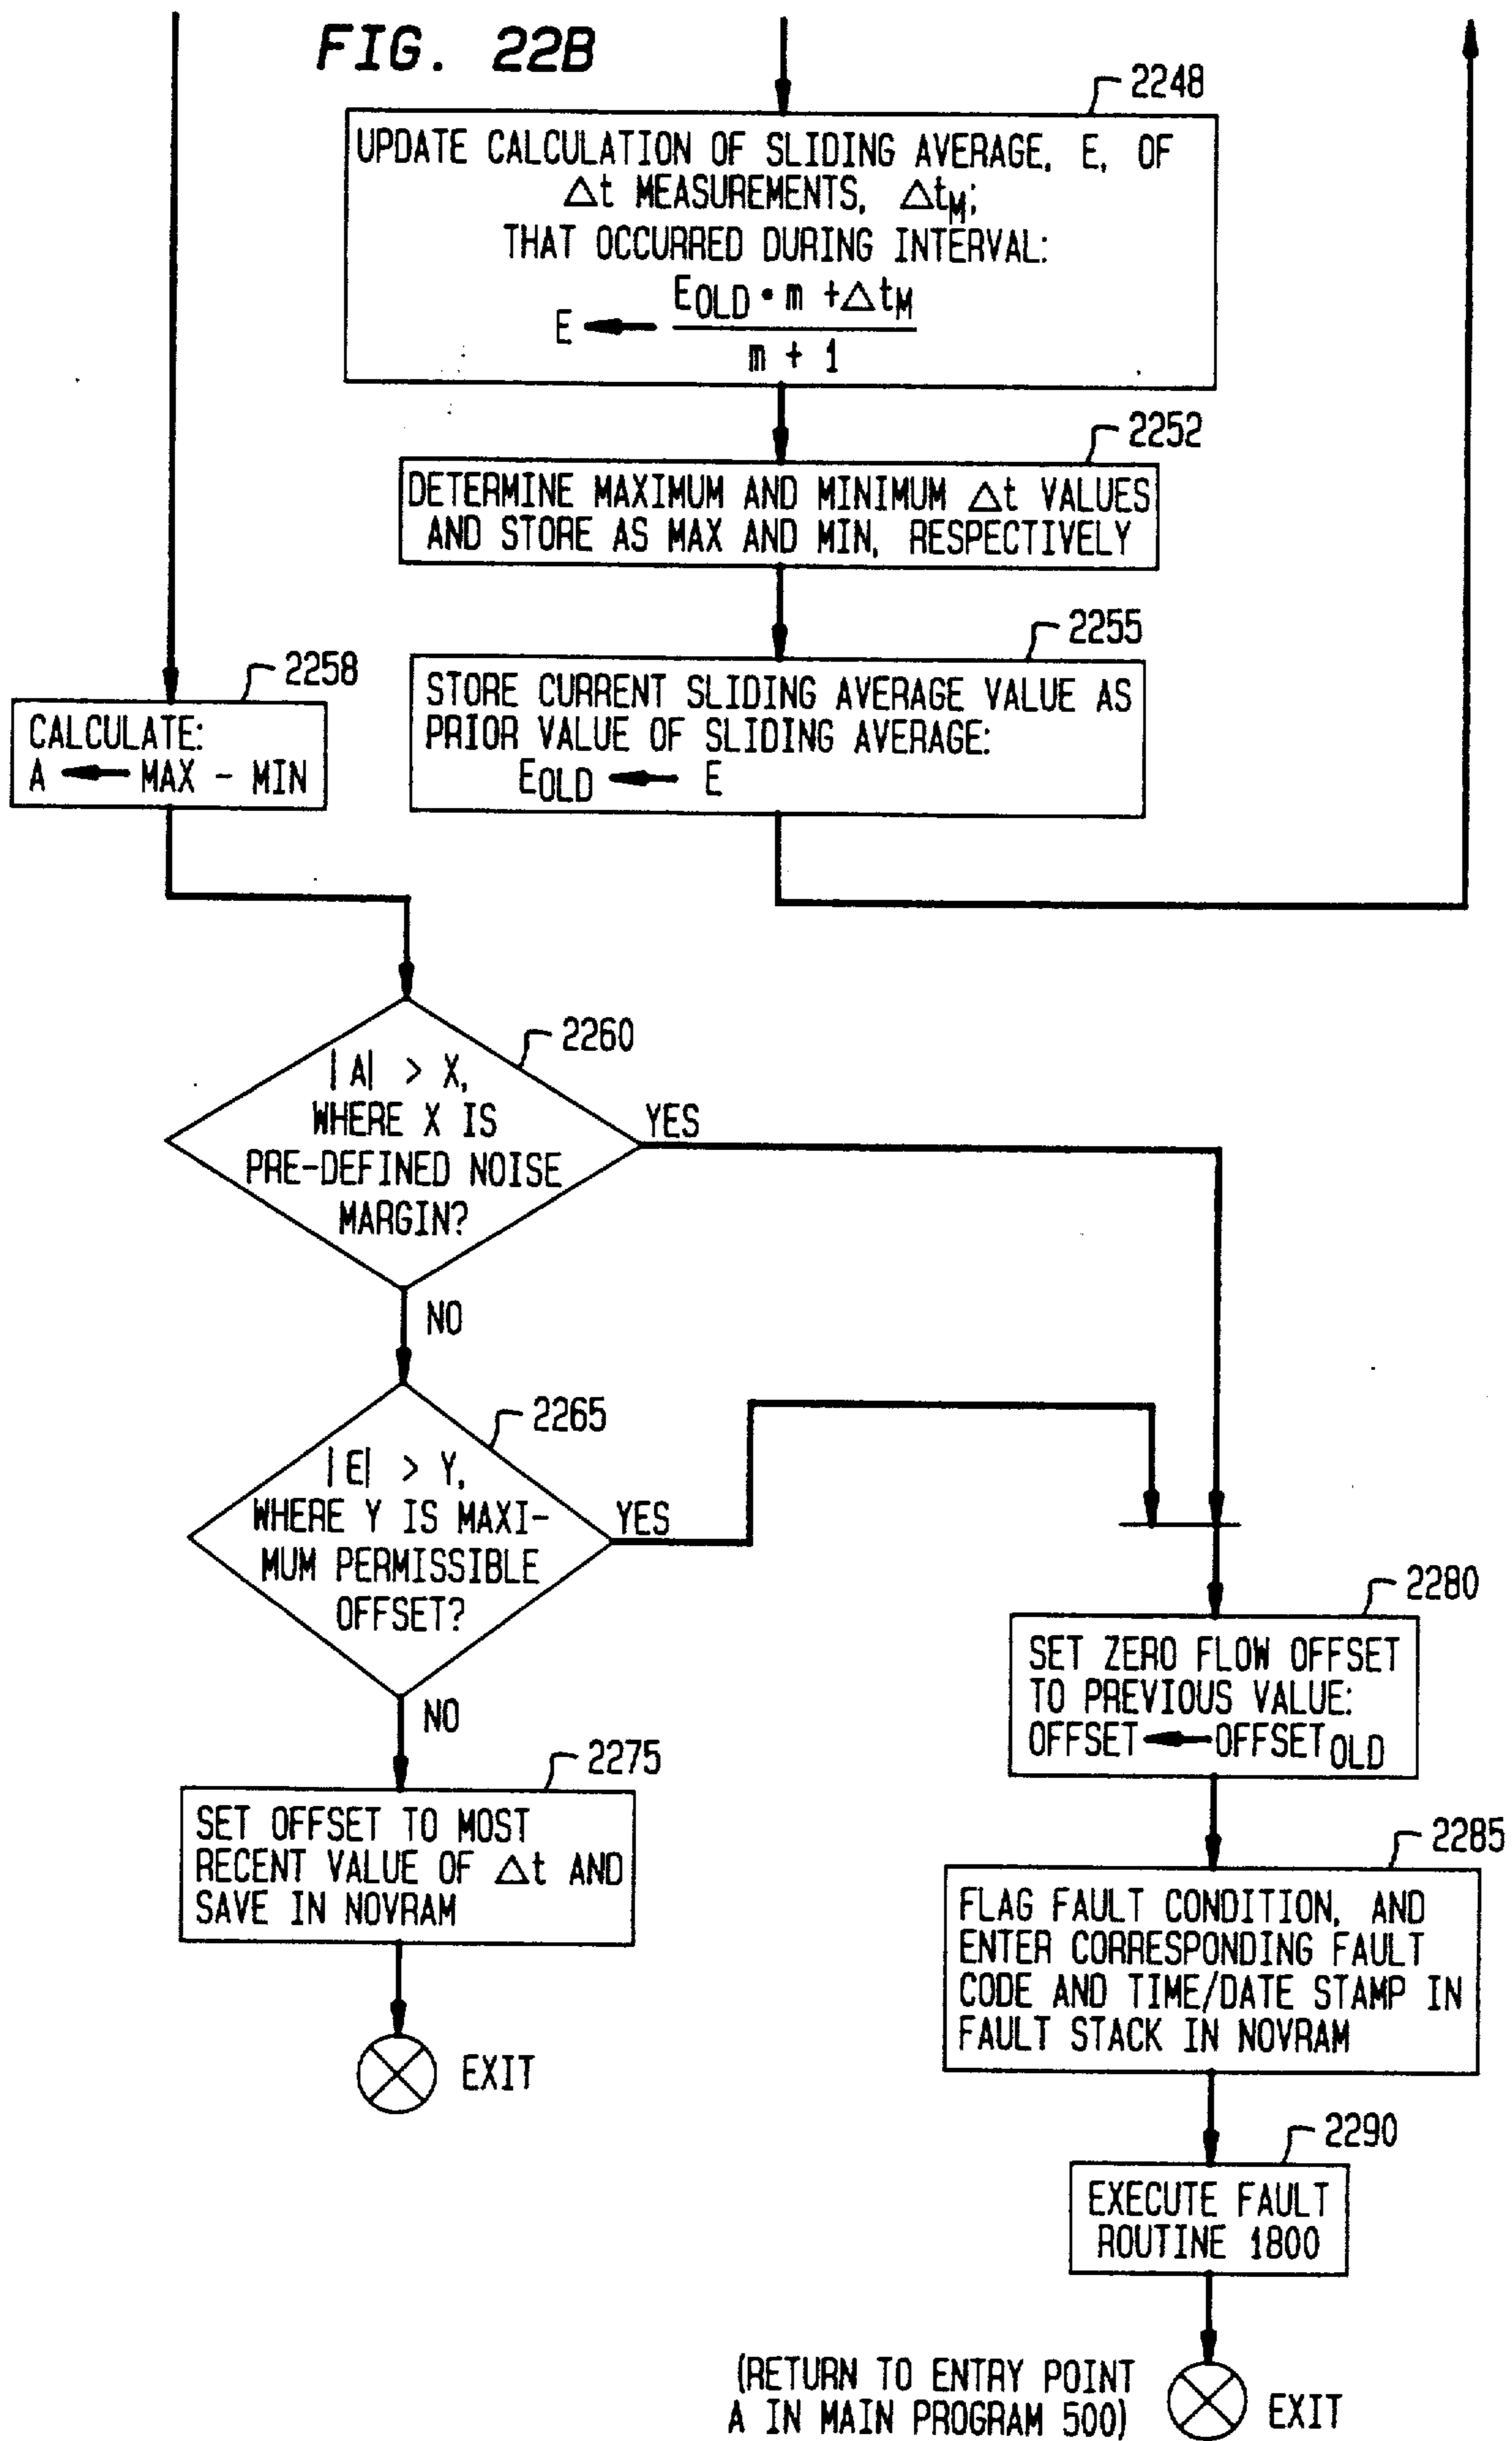 FIG. 22B
2248
UPDATE CALCULATION OF SLIDING AVERAGE, E, OF
Δt MEASUREMENTS, ΔtM;
THAT OCCURRED DURING INTERVAL:
E ← EOLD • m + ΔtM
m + 1
2252
DETERMINE MAXIMUM AND MINIMUM Δt VALUES
AND STORE AS MAX AND MIN, RESPECTIVELY
2255
STORE CURRENT SLIDING AVERAGE VALUE AS
PRIOR VALUE OF SLIDING AVERAGE:
EOLD ← E
2258
CALCULATE:
A ← MAX - MIN
2260
|A| > X,
WHERE X IS
PRE-DEFINED NOISE
MARGIN?
YES
NO
2265
|E| > Y,
WHERE Y IS MAXI-
MUM PERMISSIBLE
OFFSET?
YES
NO
2275
SET OFFSET TO MOST
RECENT VALUE OF Δt AND
SAVE IN NOVRAM
EXIT
2280
SET ZERO FLOW OFFSET
TO PREVIOUS VALUE:
OFFSET ← OFFSET OLD
2285
FLAG FAULT CONDITION, AND
ENTER CORRESPONDING FAULT
CODE AND TIME/DATE STAMP IN
FAULT STACK IN NOVRAM
2290
EXECUTE FAULT
ROUTINE 1800
(RETURN TO ENTRY POINT
A IN MAIN PROGRAM 500)
EXIT